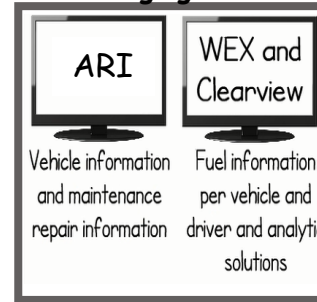 ARI
Vehicle information
and maintenance
repair information
WEX and
Clearview
Fuel information
per vehicle and
driver and analyti
solutions